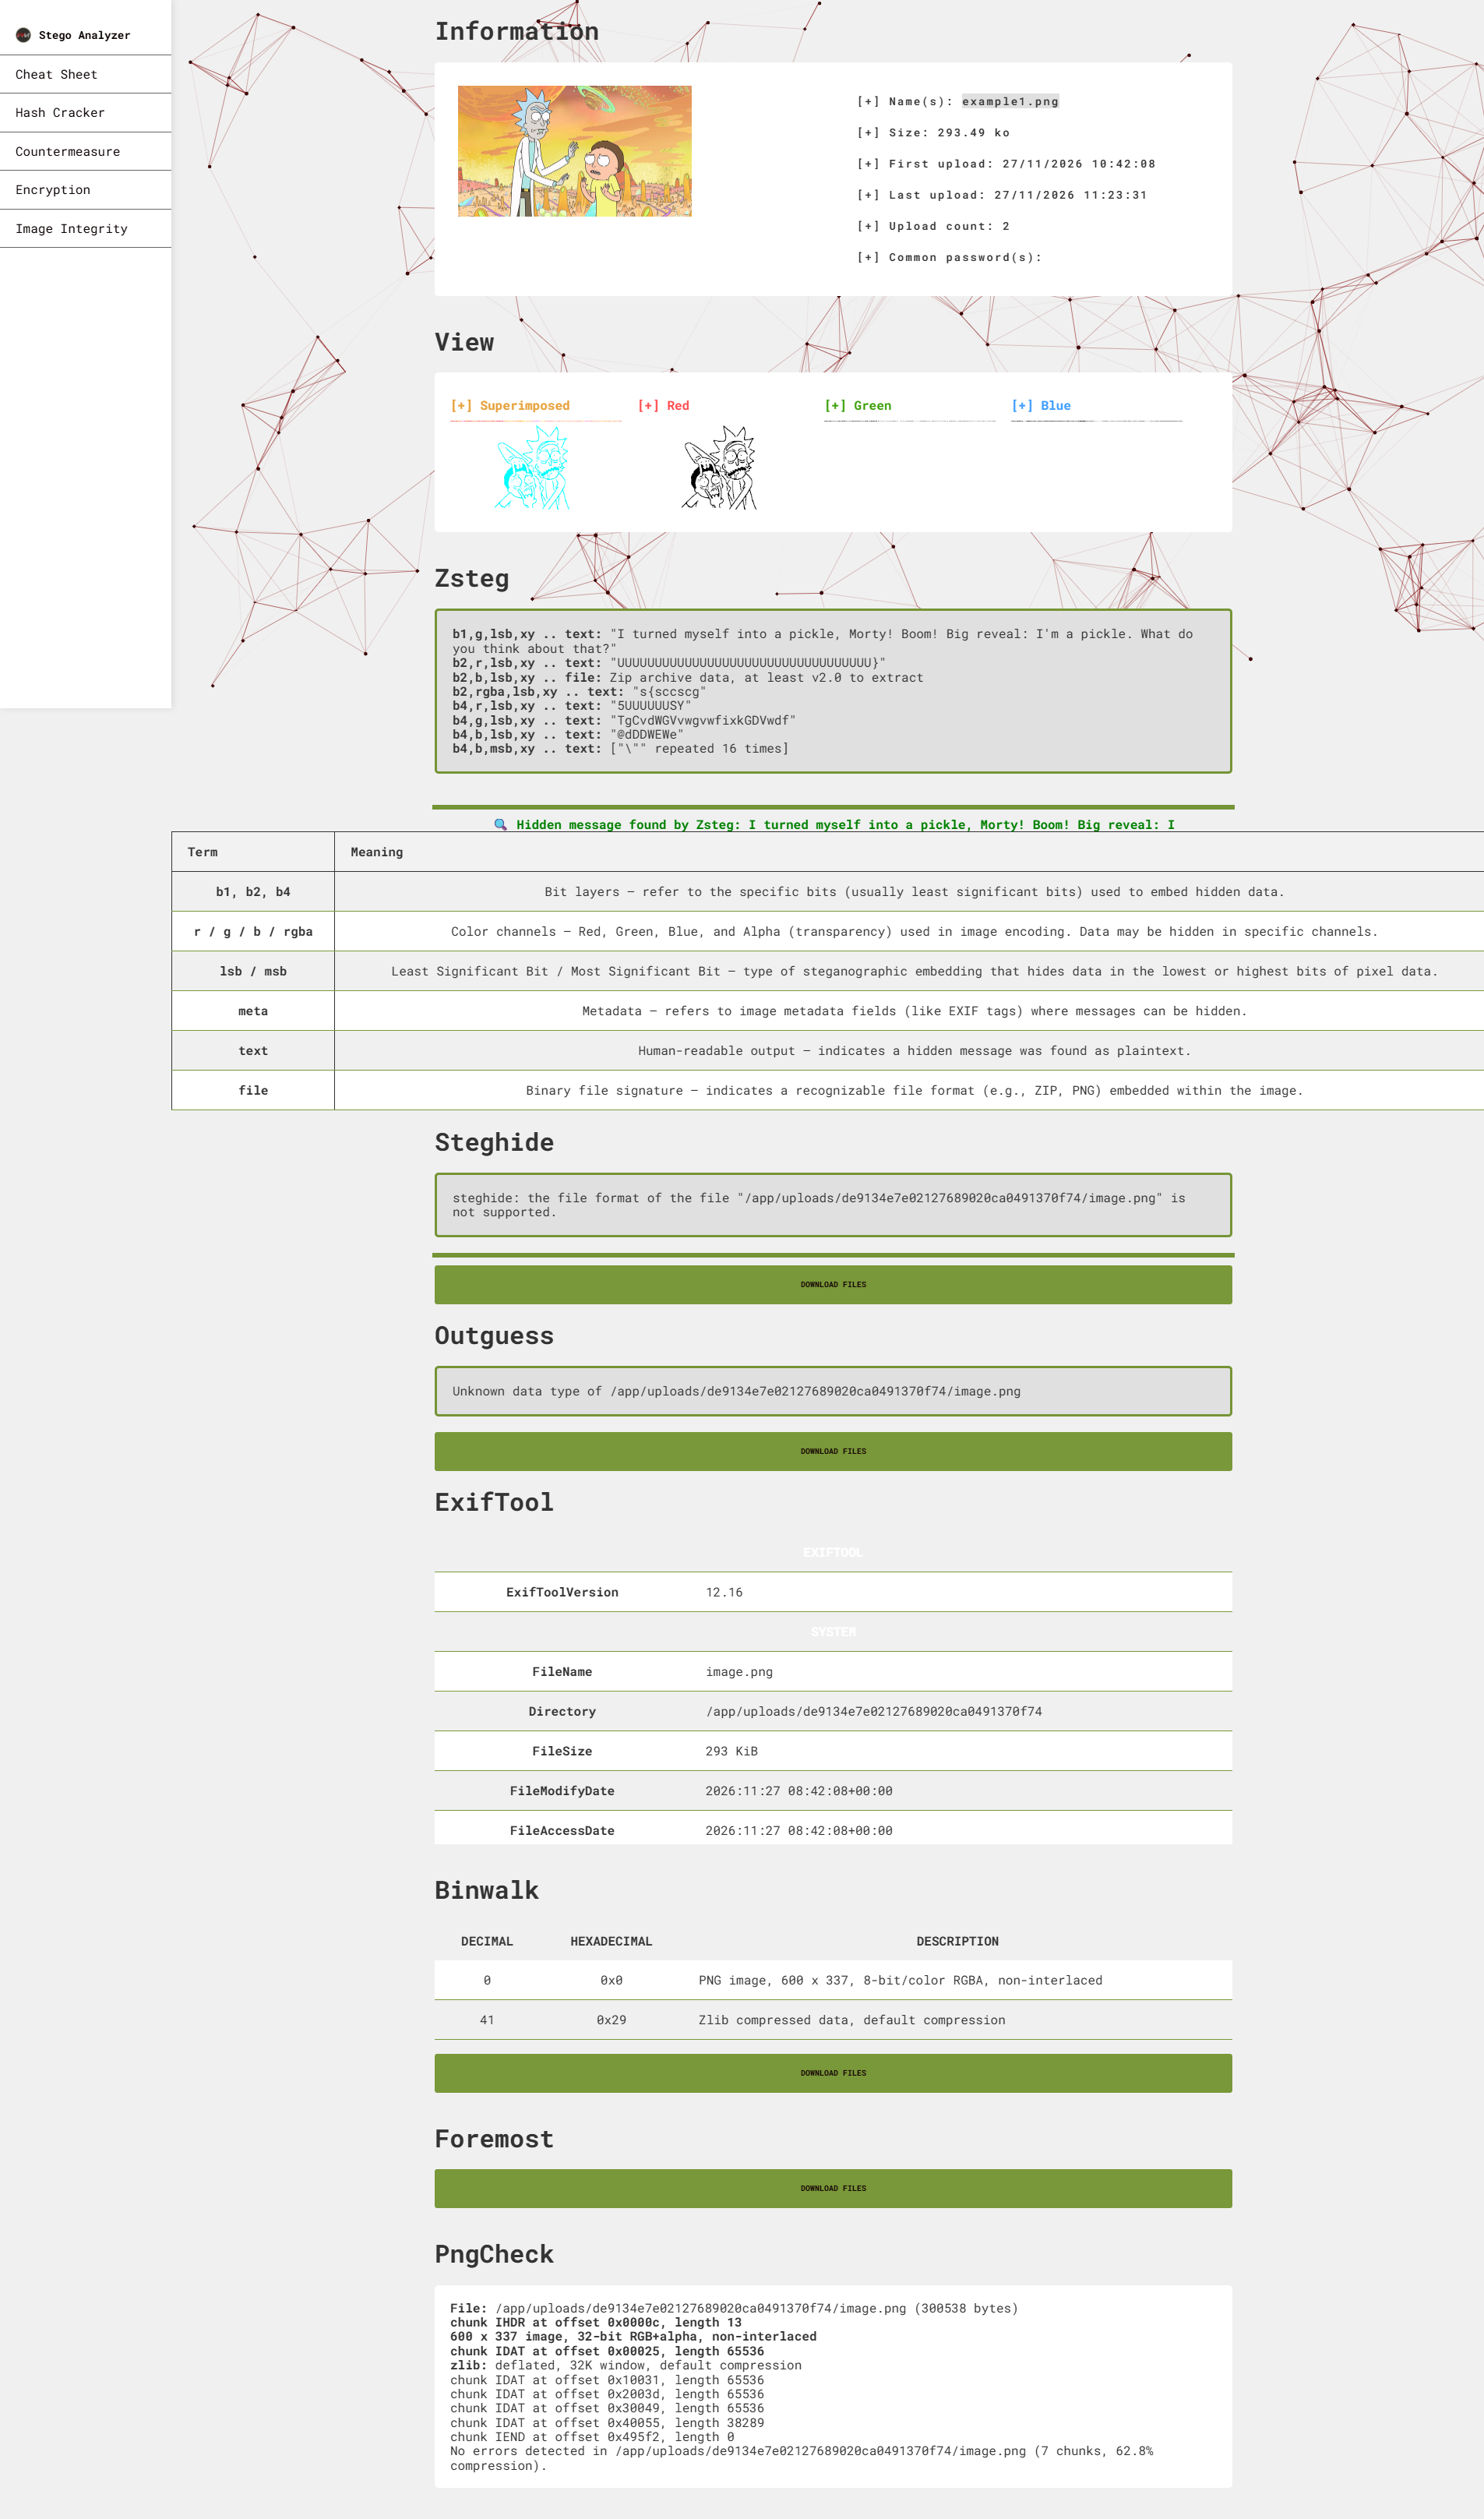 Stego Analyzer
Cheat Sheet
Hash Cracker
Countermeasure
Encryption
Image Integrity
Information
[+] Name(s): example1.png
[+] Size: 293.49 ko
[+] First upload: 27/11/2026 10:42:08
[+] Last upload: 27/11/2026 11:23:31
[+] Upload count: 2
[+] Common password(s):
View
[+] Superimposed
[+] Red
[+] Green
[+] Blue
Zsteg
b1,g,lsb,xy .. text: "I turned myself into a pickle, Morty! Boom! Big reveal: I'm a pickle. What do
you think about that?"
b2,r,lsb,xy .. text: "UUUUUUUUUUUUUUUUUUUUUUUUUUUUUUUUUU}"
b2,b,lsb,xy .. file: Zip archive data, at least v2.0 to extract
b2,rgba,lsb,xy .. text: "s{sccscg"
b4,r,lsb,xy .. text: "5UUUUUUSY"
b4,g,lsb,xy .. text: "TgCvdWGVvwgvwfixkGDVwdf"
b4,b,lsb,xy .. text: "@dDDWEWe"
b4,b,msb,xy .. text: ["\"" repeated 16 times]
🔍 Hidden message found by Zsteg: I turned myself into a pickle, Morty! Boom! Big reveal: I
Term Meaning
b1, b2, b4 Bit layers — refer to the specific bits (usually least significant bits) used to embed hidden data.
r / g / b / rgba Color channels — Red, Green, Blue, and Alpha (transparency) used in image encoding. Data may be hidden in specific channels.
lsb / msb Least Significant Bit / Most Significant Bit — type of steganographic embedding that hides data in the lowest or highest bits of pixel data.
meta Metadata — refers to image metadata fields (like EXIF tags) where messages can be hidden.
text Human-readable output — indicates a hidden message was found as plaintext.
file Binary file signature — indicates a recognizable file format (e.g., ZIP, PNG) embedded within the image.
Steghide
steghide: the file format of the file "/app/uploads/de9134e7e02127689020ca0491370f74/image.png" is
not supported.
DOWNLOAD FILES
Outguess
Unknown data type of /app/uploads/de9134e7e02127689020ca0491370f74/image.png
DOWNLOAD FILES
ExifTool
EXIFTOOL
ExifToolVersion 12.16
SYSTEM
FileName image.png
Directory /app/uploads/de9134e7e02127689020ca0491370f74
FileSize 293 KiB
FileModifyDate 2026:11:27 08:42:08+00:00
FileAccessDate 2026:11:27 08:42:08+00:00
Binwalk
DECIMAL HEXADECIMAL DESCRIPTION
0 0x0 PNG image, 600 x 337, 8-bit/color RGBA, non-interlaced
41 0x29 Zlib compressed data, default compression
DOWNLOAD FILES
Foremost
DOWNLOAD FILES
PngCheck
File: /app/uploads/de9134e7e02127689020ca0491370f74/image.png (300538 bytes)
chunk IHDR at offset 0x0000c, length 13
600 x 337 image, 32-bit RGB+alpha, non-interlaced
chunk IDAT at offset 0x00025, length 65536
zlib: deflated, 32K window, default compression
chunk IDAT at offset 0x10031, length 65536
chunk IDAT at offset 0x2003d, length 65536
chunk IDAT at offset 0x30049, length 65536
chunk IDAT at offset 0x40055, length 38289
chunk IEND at offset 0x495f2, length 0
No errors detected in /app/uploads/de9134e7e02127689020ca0491370f74/image.png (7 chunks, 62.8%
compression).